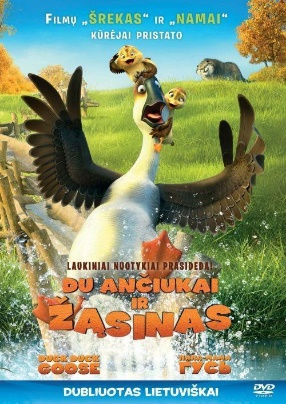 FILMŲ „ŠREKAS“ IR „NAMAI“
KŪRĖJAI PRISTATO
LAUKINIAI NUOTYKIAI PRASIDEDA!
DU ANČIUKAI
IR
ŽĄSINAS
DUCK DUCK
GOOSE
ГУСЬ
DUBLIUOTAS LIETUVIŠKAI
DVD